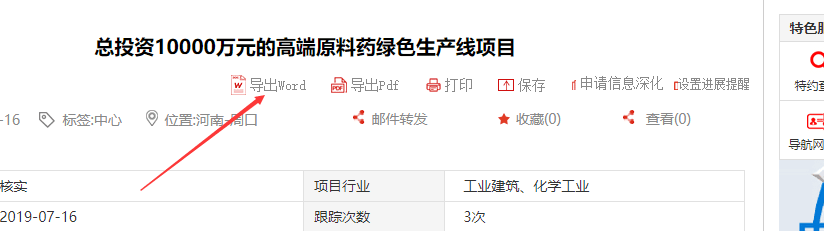 特色服
总投资10000万元的高端原料药绿色生产线项目
导出Word 导出Pdf 打印 保存 申请信息深化 设置进展提醒
特约查
-16 标签:中心 位置:河南-周口 邮件转发 收藏(0) 查看(0)
导航网
核实 项目行业 工业建筑、化学工业
2019-07-16 跟踪次数 3次